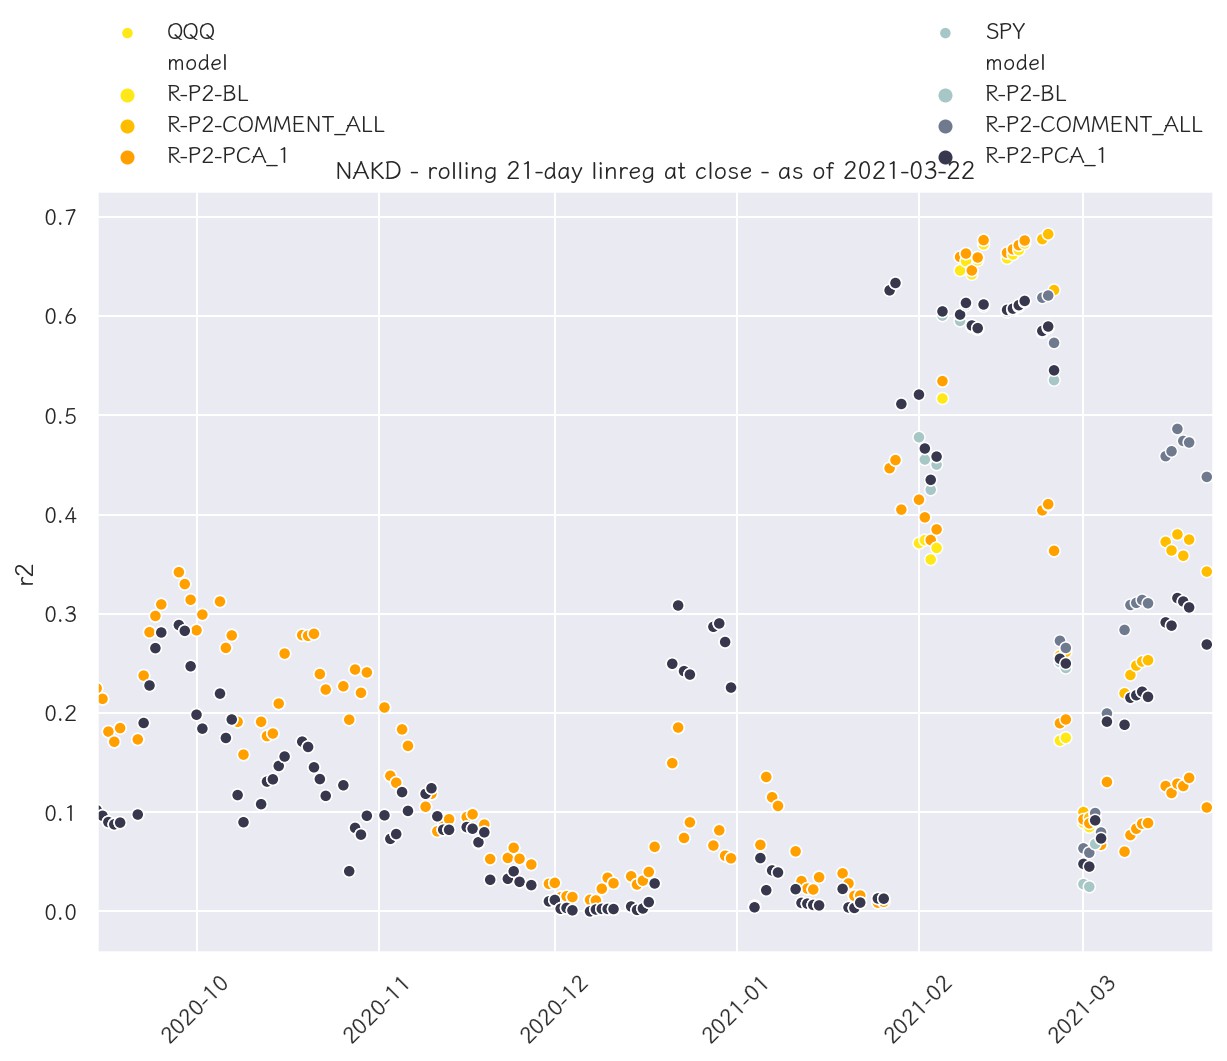 QQQ
model
R-P2-BL
R-P2-COMMENT_ALL
R-P2-PCA_1
SPY
model
R-P2-BL
R-P2-COMMENT_ALL
R-P2-PCA_1
NAKD - rolling 21-day linreg at close - as of 2021-03-22
0.7
0.6
0.5
0.4
0.3
0.2
0.1
0.0
r2
2020-10
2020-11
2020-12
2021-01
2021-02
2021-03